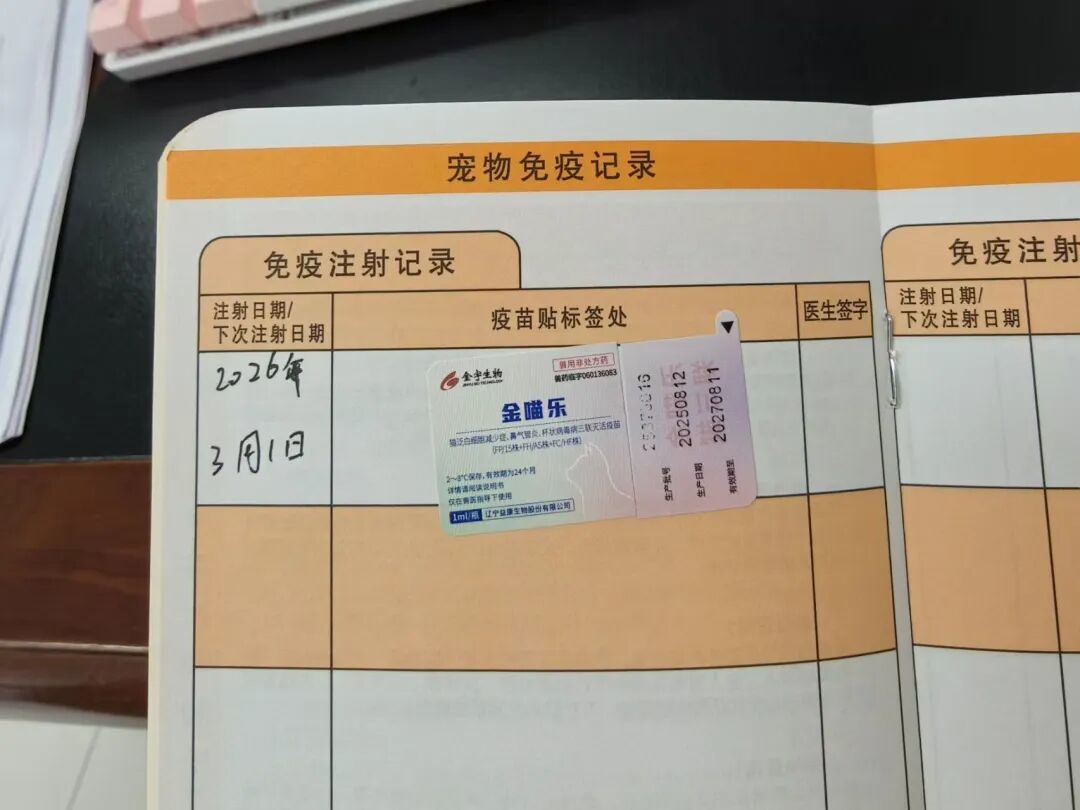 宠物免疫记录
免疫注射记录
注射日期/
下次注射日期
疫苗贴标签处
医生签字
2026年
3月1日
金宇生物
JINYU BIO-TECHNOLOGY
兽用非处方药
兽药临字060136083
金喵乐
猫泛白细胞减少症、鼻气管炎、杯状病毒病三联灭活疫苗
(FP/15株+FH/AS株+FC/HF株)
2～8℃保存,有效期为24个月
详情请阅读说明书
仅在兽医指导下使用
1ml/瓶 辽宁益康生物股份有限公司
生产批号
生产日期 20250812
有效期至 20270811
免疫注射
注射日期/
下次注射日期